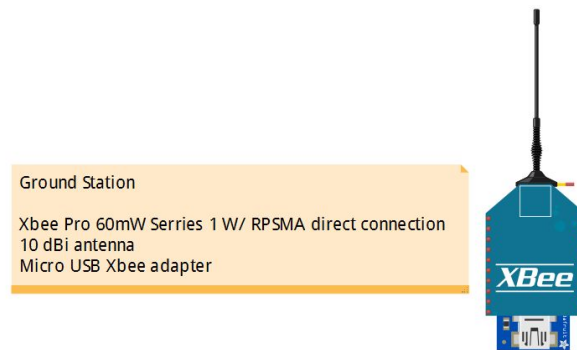 Ground Station
Xbee Pro 60mW Serries 1 W/ RPSMA direct connection
10 dBi antenna
Micro USB Xbee adapter
XBee